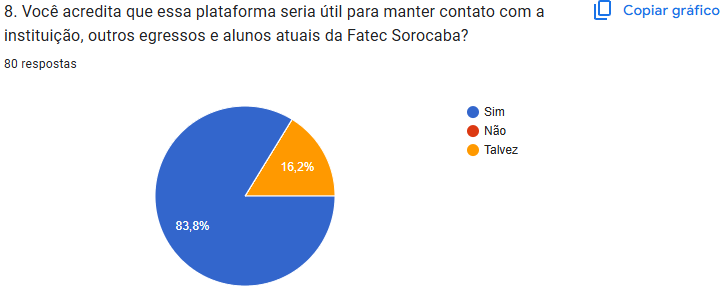 8. Você acredita que essa plataforma seria útil para manter contato com a
instituição, outros egressos e alunos atuais da Fatec Sorocaba?
Copiar gráfico
80 respostas
Sim
Não
Talvez
16,2%
83,8%